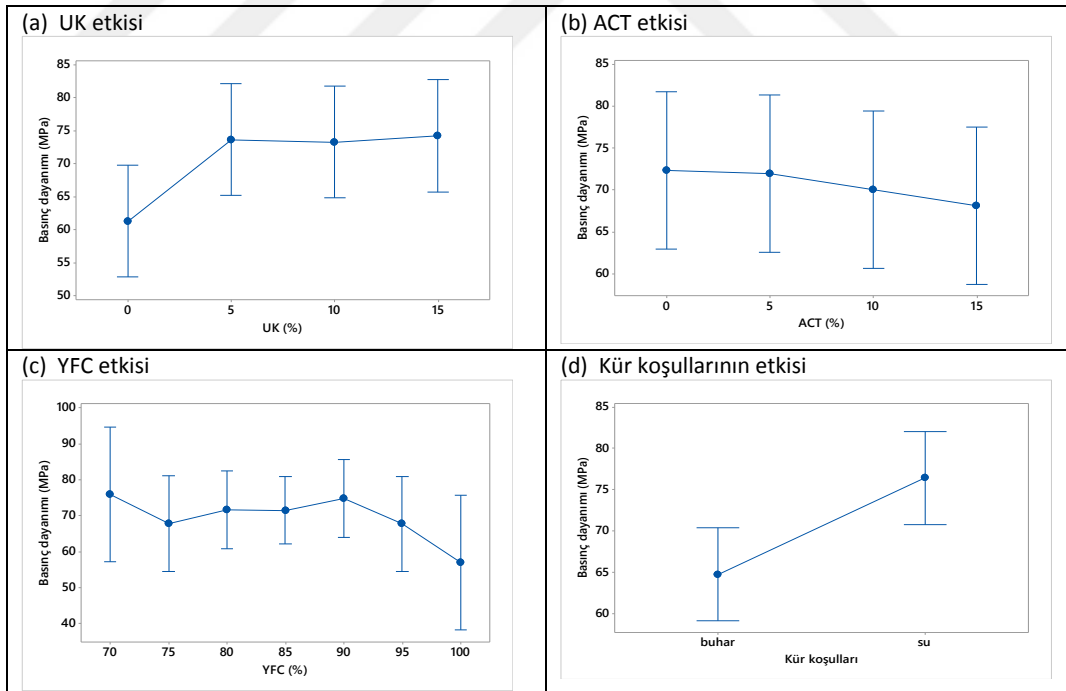 (a) UK etkisi
85
80
75
70
65
60
55
50
Basınç dayanımı (MPa)
0 5 10 15
UK (%)
(b) ACT etkisi
85
80
75
70
65
60
Basınç dayanımı (MPa)
0 5 10 15
ACT (%)
(c) YFC etkisi
100
90
80
70
60
50
40
Basınç dayanımı (MPa)
70 75 80 85 90 95 100
YFC (%)
(d) Kür koşullarının etkisi
85
80
75
70
65
60
Basınç dayanımı (MPa)
buhar su
Kür koşulları